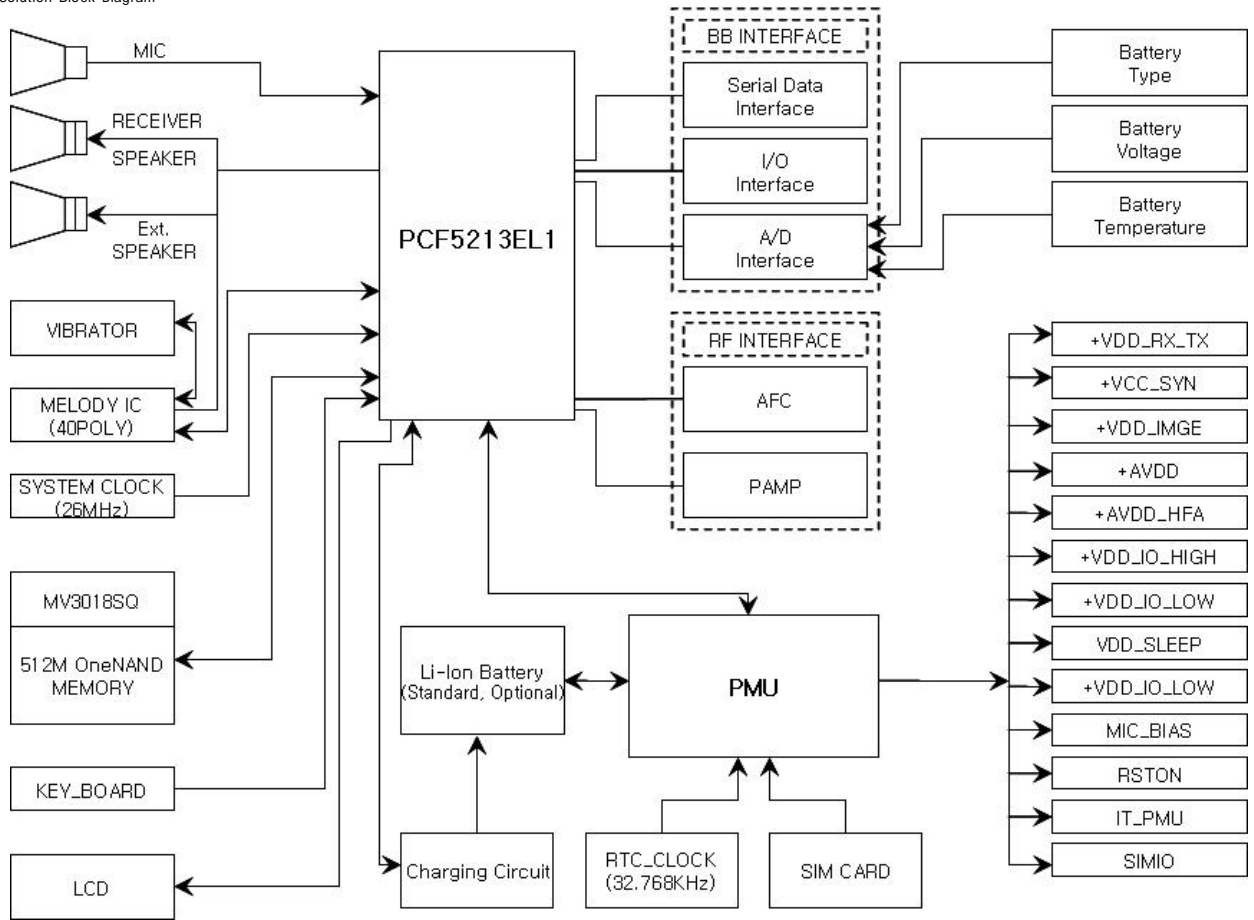 solution Block Diagram
MIC
RECEIVER
SPEAKER
Ext.
SPEAKER
VIBRATOR
MELODY IC
(40POLY)
SYSTEM CLOCK
(26MHz)
MV3018SQ
512M OneNAND
MEMORY
KEY_BOARD
LCD
PCF5213EL1
BB INTERFACE
Serial Data
Interface
I/O
Interface
A/D
Interface
RF INTERFACE
AFC
PAMP
Battery
Type
Battery
Voltage
Battery
Temperature
Li-Ion Battery
(Standard, Optional)
PMU
Charging Circuit
RTC_CLOCK
(32.768KHz)
SIM CARD
+VDD_RX_TX
+VCC_SYN
+VDD_IMGE
+AVDD
+AVDD_HFA
+VDD_IO_HIGH
+VDD_IO_LOW
VDD_SLEEP
+VDD_IO_LOW
MIC_BIAS
RSTON
IT_PMU
SIMIO